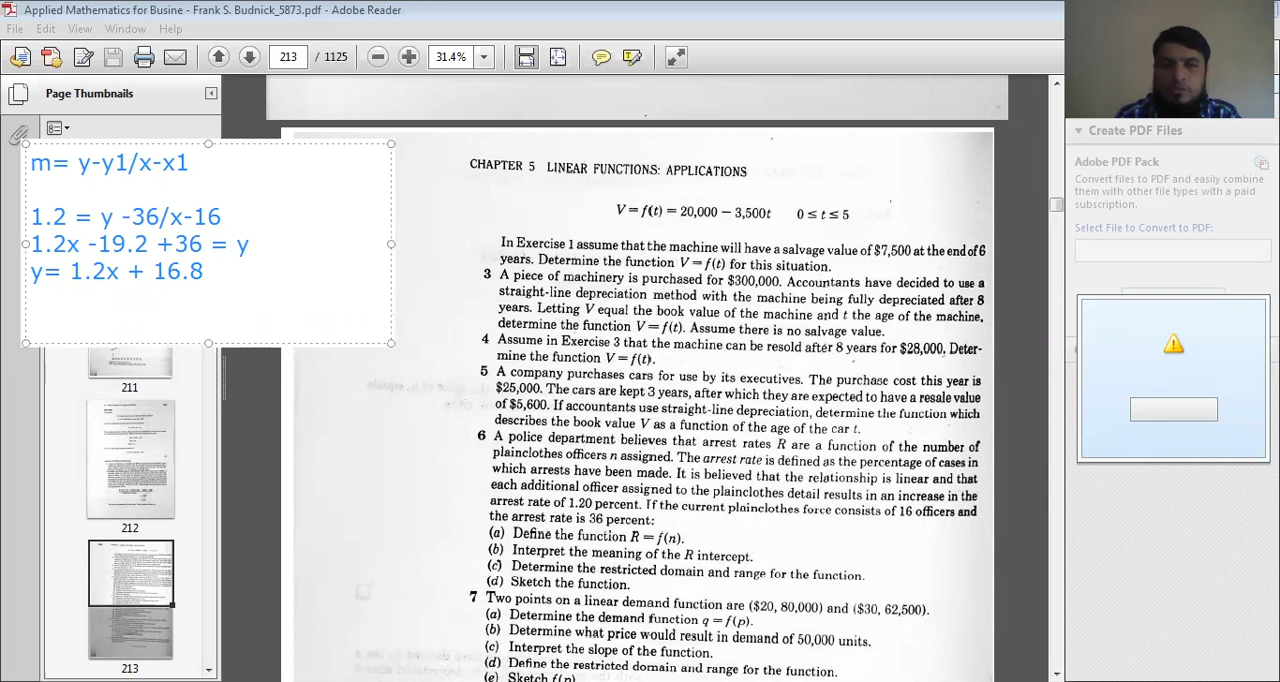 Applied Mathematics for Busine - Frank S. Budnick_5873.pdf - Adobe Reader
File Edit View Window Help
213 / 1125 31.4%
Page Thumbnails
m= y-y1/x-x1
1.2 = y -36/x-16
1.2x -19.2 +36 = y
y= 1.2x + 16.8
211
212
213
CHAPTER 5 LINEAR FUNCTIONS: APPLICATIONS
V = f(t) = 20,000 − 3,500t 0 ≤ t ≤ 5
In Exercise 1 assume that the machine will have a salvage value of $7,500 at the end of 6
years. Determine the function V = f(t) for this situation.
3 A piece of machinery is purchased for $300,000. Accountants have decided to use a
straight-line depreciation method with the machine being fully depreciated after 8
years. Letting V equal the book value of the machine and t the age of the machine,
determine the function V = f(t). Assume there is no salvage value.
4 Assume in Exercise 3 that the machine can be resold after 8 years for $28,000. Deter-
mine the function V = f(t).
5 A company purchases cars for use by its executives. The purchase cost this year is
$25,000. The cars are kept 3 years, after which they are expected to have a resale value
of $5,600. If accountants use straight-line depreciation, determine the function which
describes the book value V as a function of the age of the car t.
6 A police department believes that arrest rates R are a function of the number of
plainclothes officers n assigned. The arrest rate is defined as the percentage of cases in
which arrests have been made. It is believed that the relationship is linear and that
each additional officer assigned to the plainclothes detail results in an increase in the
arrest rate of 1.20 percent. If the current plainclothes force consists of 16 officers and
the arrest rate is 36 percent:
(a) Define the function R = f(n).
(b) Interpret the meaning of the R intercept.
(c) Determine the restricted domain and range for the function.
(d) Sketch the function.
7 Two points on a linear demand function are ($20, 80,000) and ($30, 62,500).
(a) Determine the demand function q = f(p).
(b) Determine what price would result in demand of 50,000 units.
(c) Interpret the slope of the function.
(d) Define the restricted domain and range for the function.
(e) Sketch f(p).
Create PDF Files
Adobe PDF Pack
Convert files to PDF and easily combine
them with other file types with a paid
subscription.
Select File to Convert to PDF: